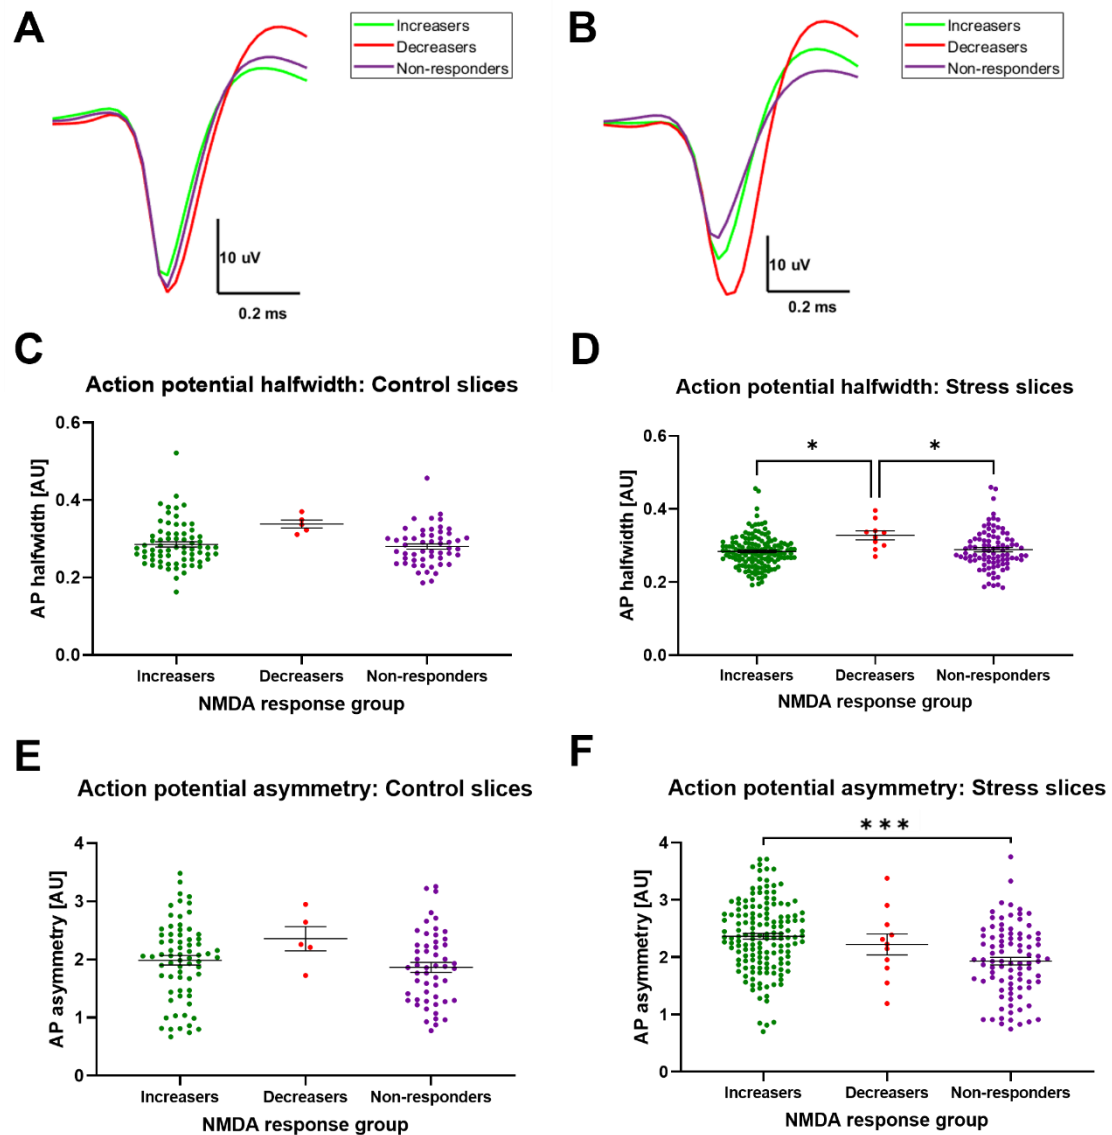 A
Increasers
Decreasers
Non-responders
10 uV
0.2 ms
B
Increasers
Decreasers
Non-responders
10 uV
0.2 ms
C
Action potential halfwidth: Control slices
AP halfwidth [AU]
0.6
0.4
0.2
0.0
Increasers
Decreasers
Non-responders
NMDA response group
D
Action potential halfwidth: Stress slices
AP halfwidth [AU]
0.6
0.4
0.2
0.0
*
*
Increasers
Decreasers
Non-responders
NMDA response group
E
Action potential asymmetry: Control slices
AP asymmetry [AU]
4
3
2
1
0
Increasers
Decreasers
Non-responders
NMDA response group
F
Action potential asymmetry: Stress slices
AP asymmetry [AU]
4
3
2
1
0
***
Increasers
Decreasers
Non-responders
NMDA response group